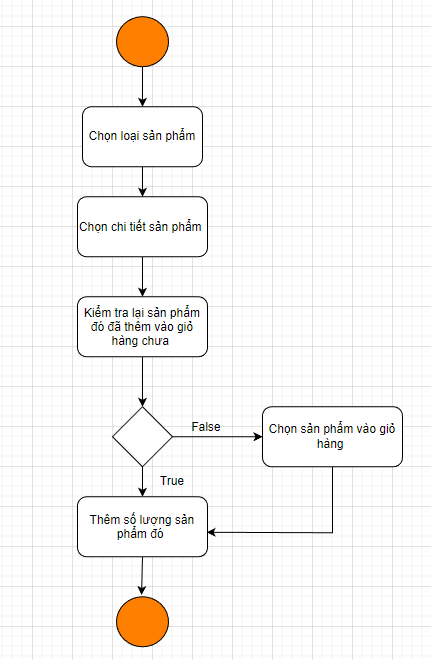 Chọn loại sản phẩm
Chọn chi tiết sản phẩm
Kiểm tra lại sản phẩm
đó đã thêm vào giỏ
hàng chưa
False
Chọn sản phẩm vào giỏ
hàng
True
Thêm số lượng sản
phẩm đó